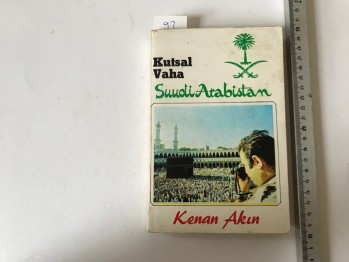 97
Kutsal
Vaha
Suudi Arabistan
Kenan Akın